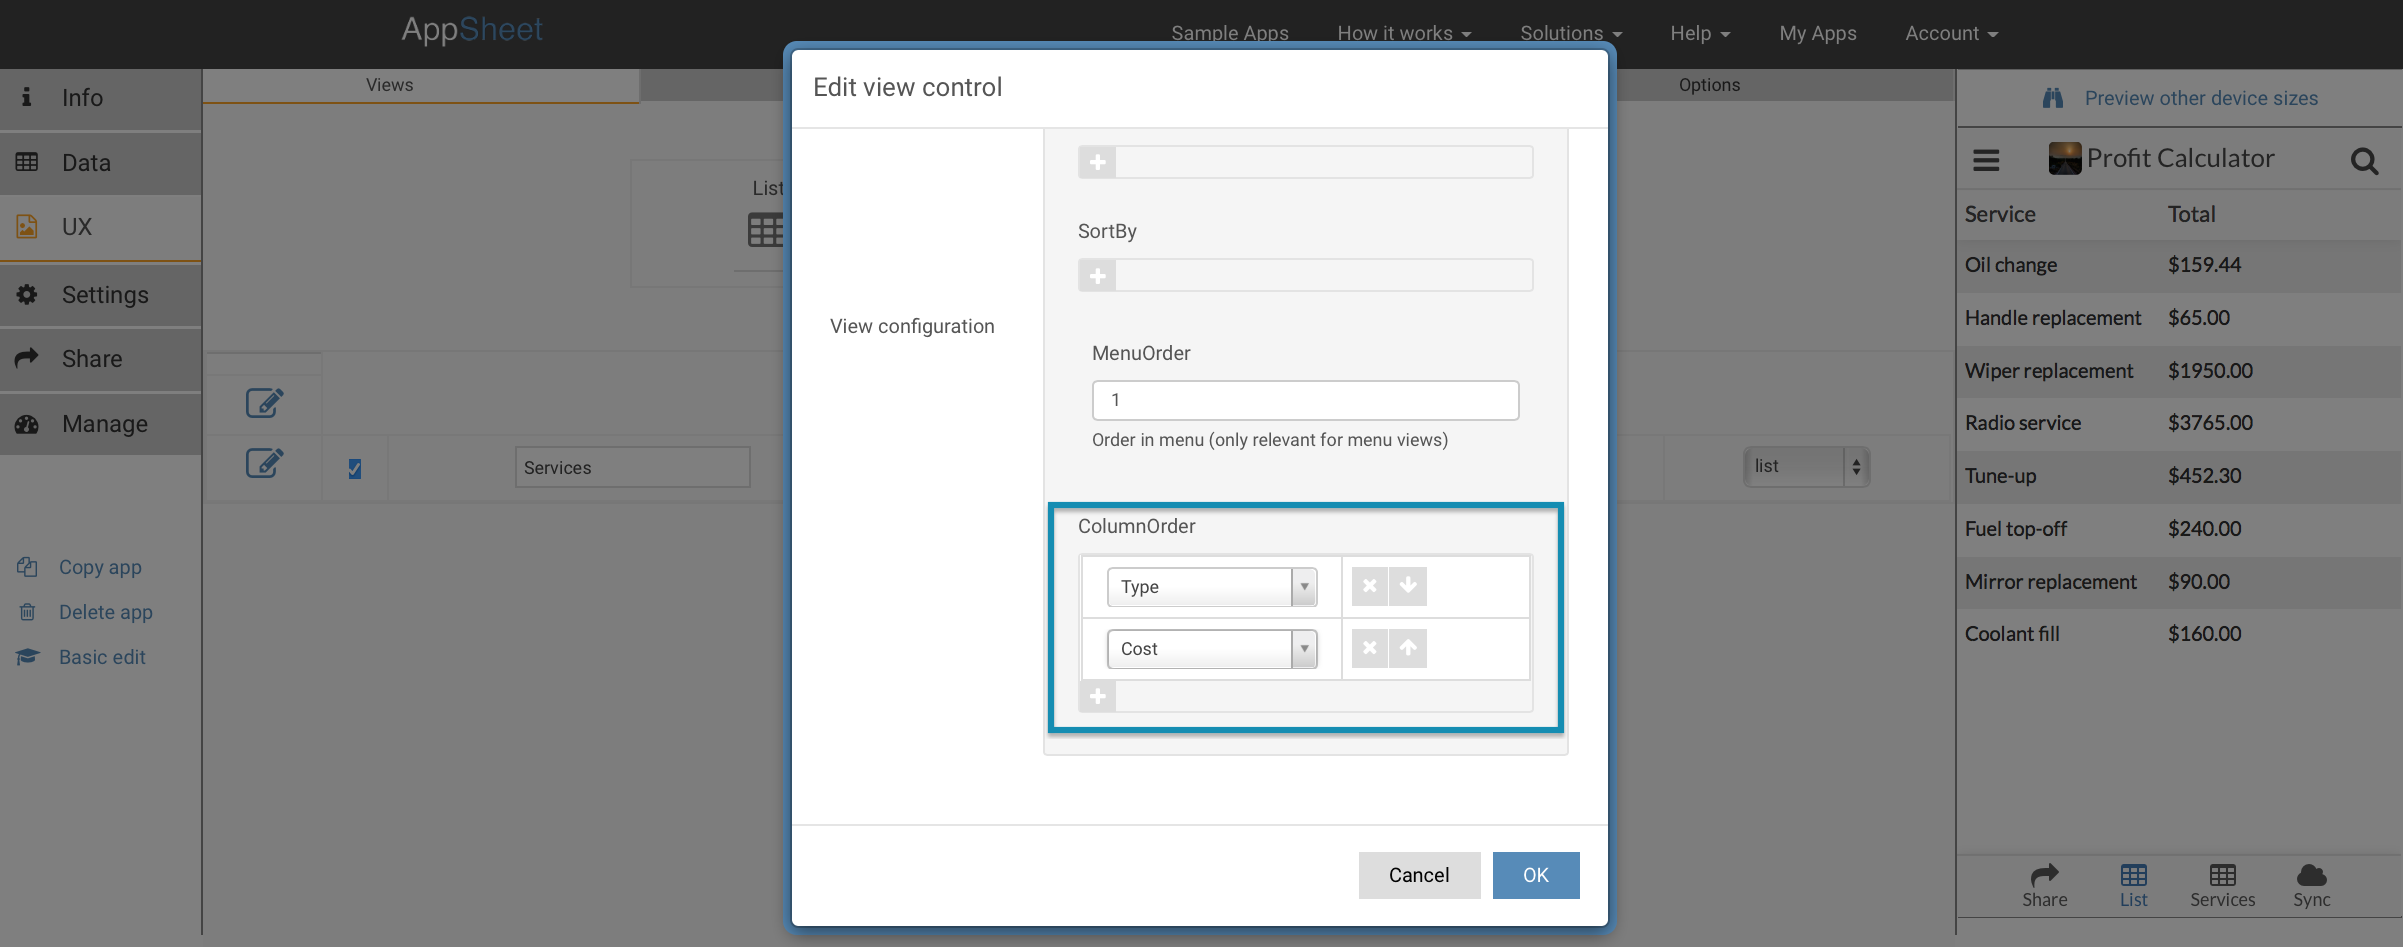 AppSheet
Sample Apps How it works Solutions Help My Apps Account
Info
Data
UX
Settings
Share
Manage
Copy app
Delete app
Basic edit
Views
Options
List
Services
list
Edit view control
View configuration
SortBy
MenuOrder
1
Order in menu (only relevant for menu views)
ColumnOrder
Type
Cost
Cancel OK
Preview other device sizes
Profit Calculator
Service Total
Oil change $159.44
Handle replacement $65.00
Wiper replacement $1950.00
Radio service $3765.00
Tune-up $452.30
Fuel top-off $240.00
Mirror replacement $90.00
Coolant fill $160.00
Share List Services Sync